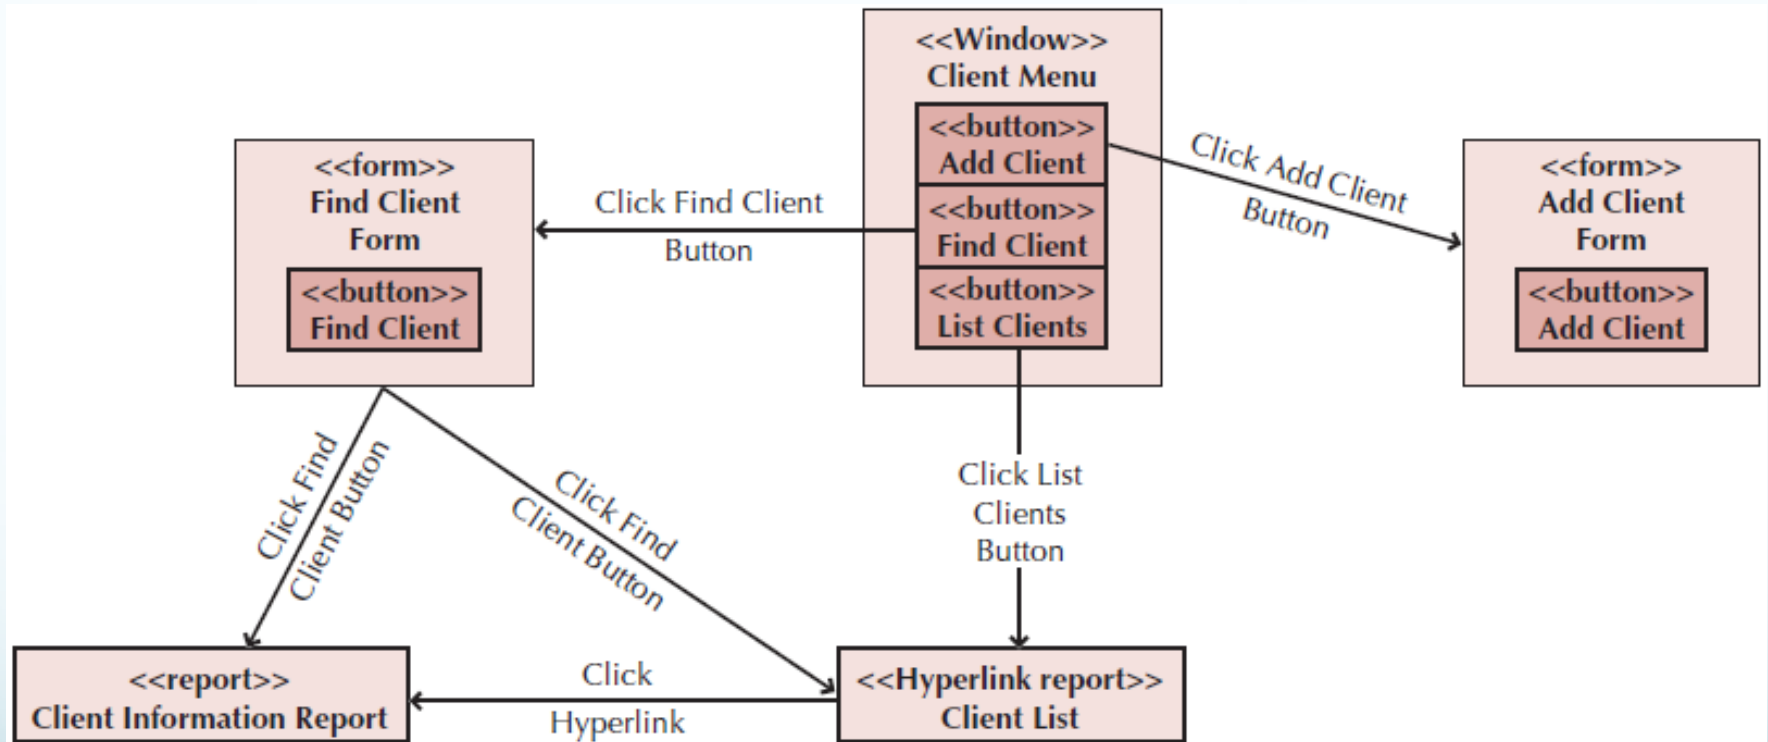 <<Window>>
Client Menu
<<button>>
Add Client
<<button>>
Find Client
<<button>>
List Clients
<<form>>
Find Client
Form
<<button>>
Find Client
Click Find Client
Button
Click Add Client
Button
<<form>>
Add Client
Form
<<button>>
Add Client
Click Find
Client Button
Click Find
Client Button
Click List
Clients
Button
<<report>>
Client Information Report
Click
Hyperlink
<<Hyperlink report>>
Client List